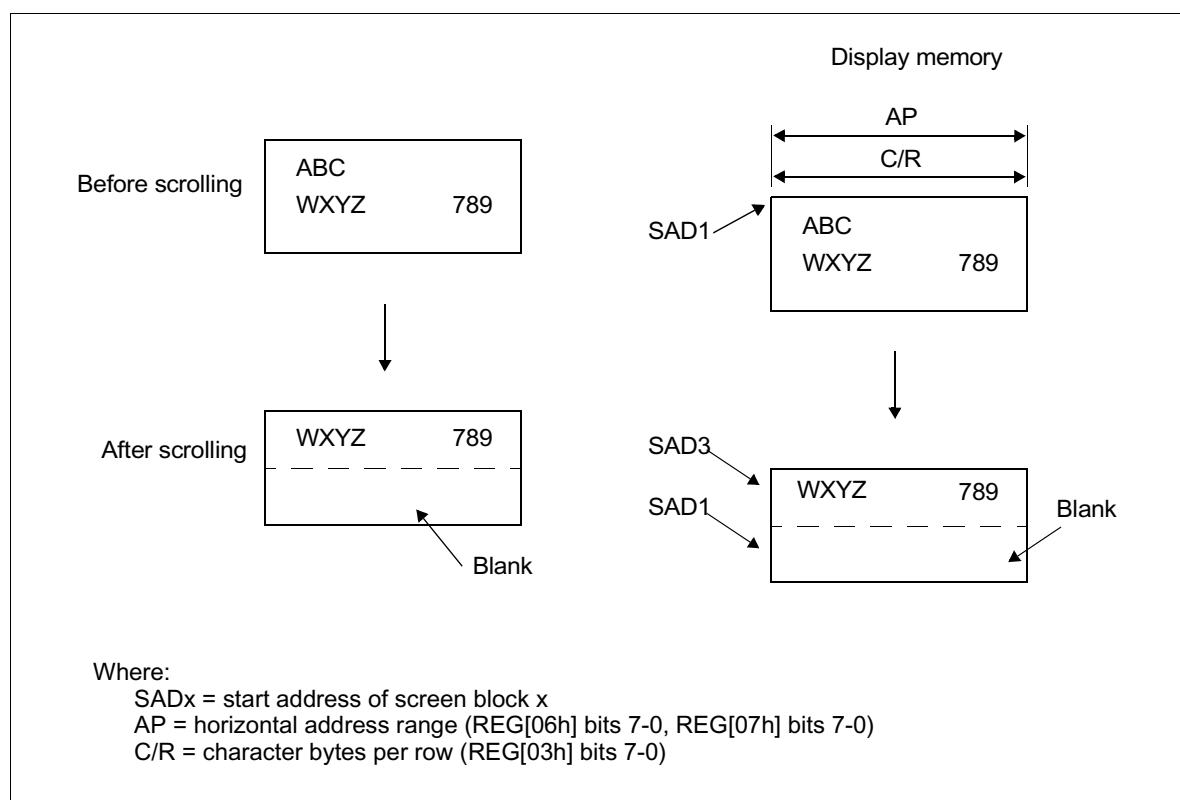 Display memory
AP
C/R
Before scrolling
ABC
WXYZ 789
SAD1
ABC
WXYZ 789
After scrolling
WXYZ 789
Blank
SAD3
SAD1
WXYZ 789
Blank
Where:
SADx = start address of screen block x
AP = horizontal address range (REG[06h] bits 7-0, REG[07h] bits 7-0)
C/R = character bytes per row (REG[03h] bits 7-0)